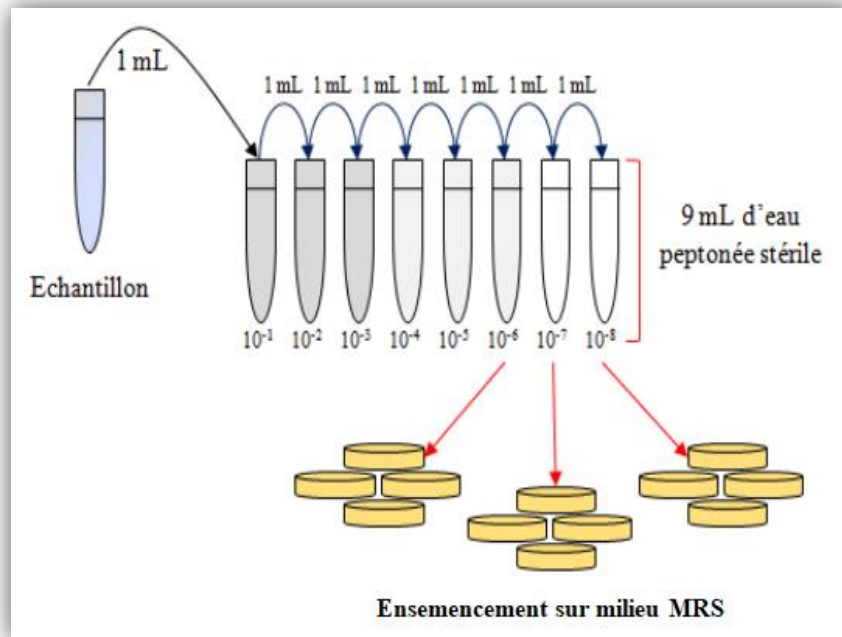 1 mL
1 mL 1 mL 1 mL 1 mL 1 mL 1 mL 1 mL
9 mL d’eau
peptonée stérile
Echantillon
10⁻¹ 10⁻² 10⁻³ 10⁻⁴ 10⁻⁵ 10⁻⁶ 10⁻⁷ 10⁻⁸
Ensemencement sur milieu MRS